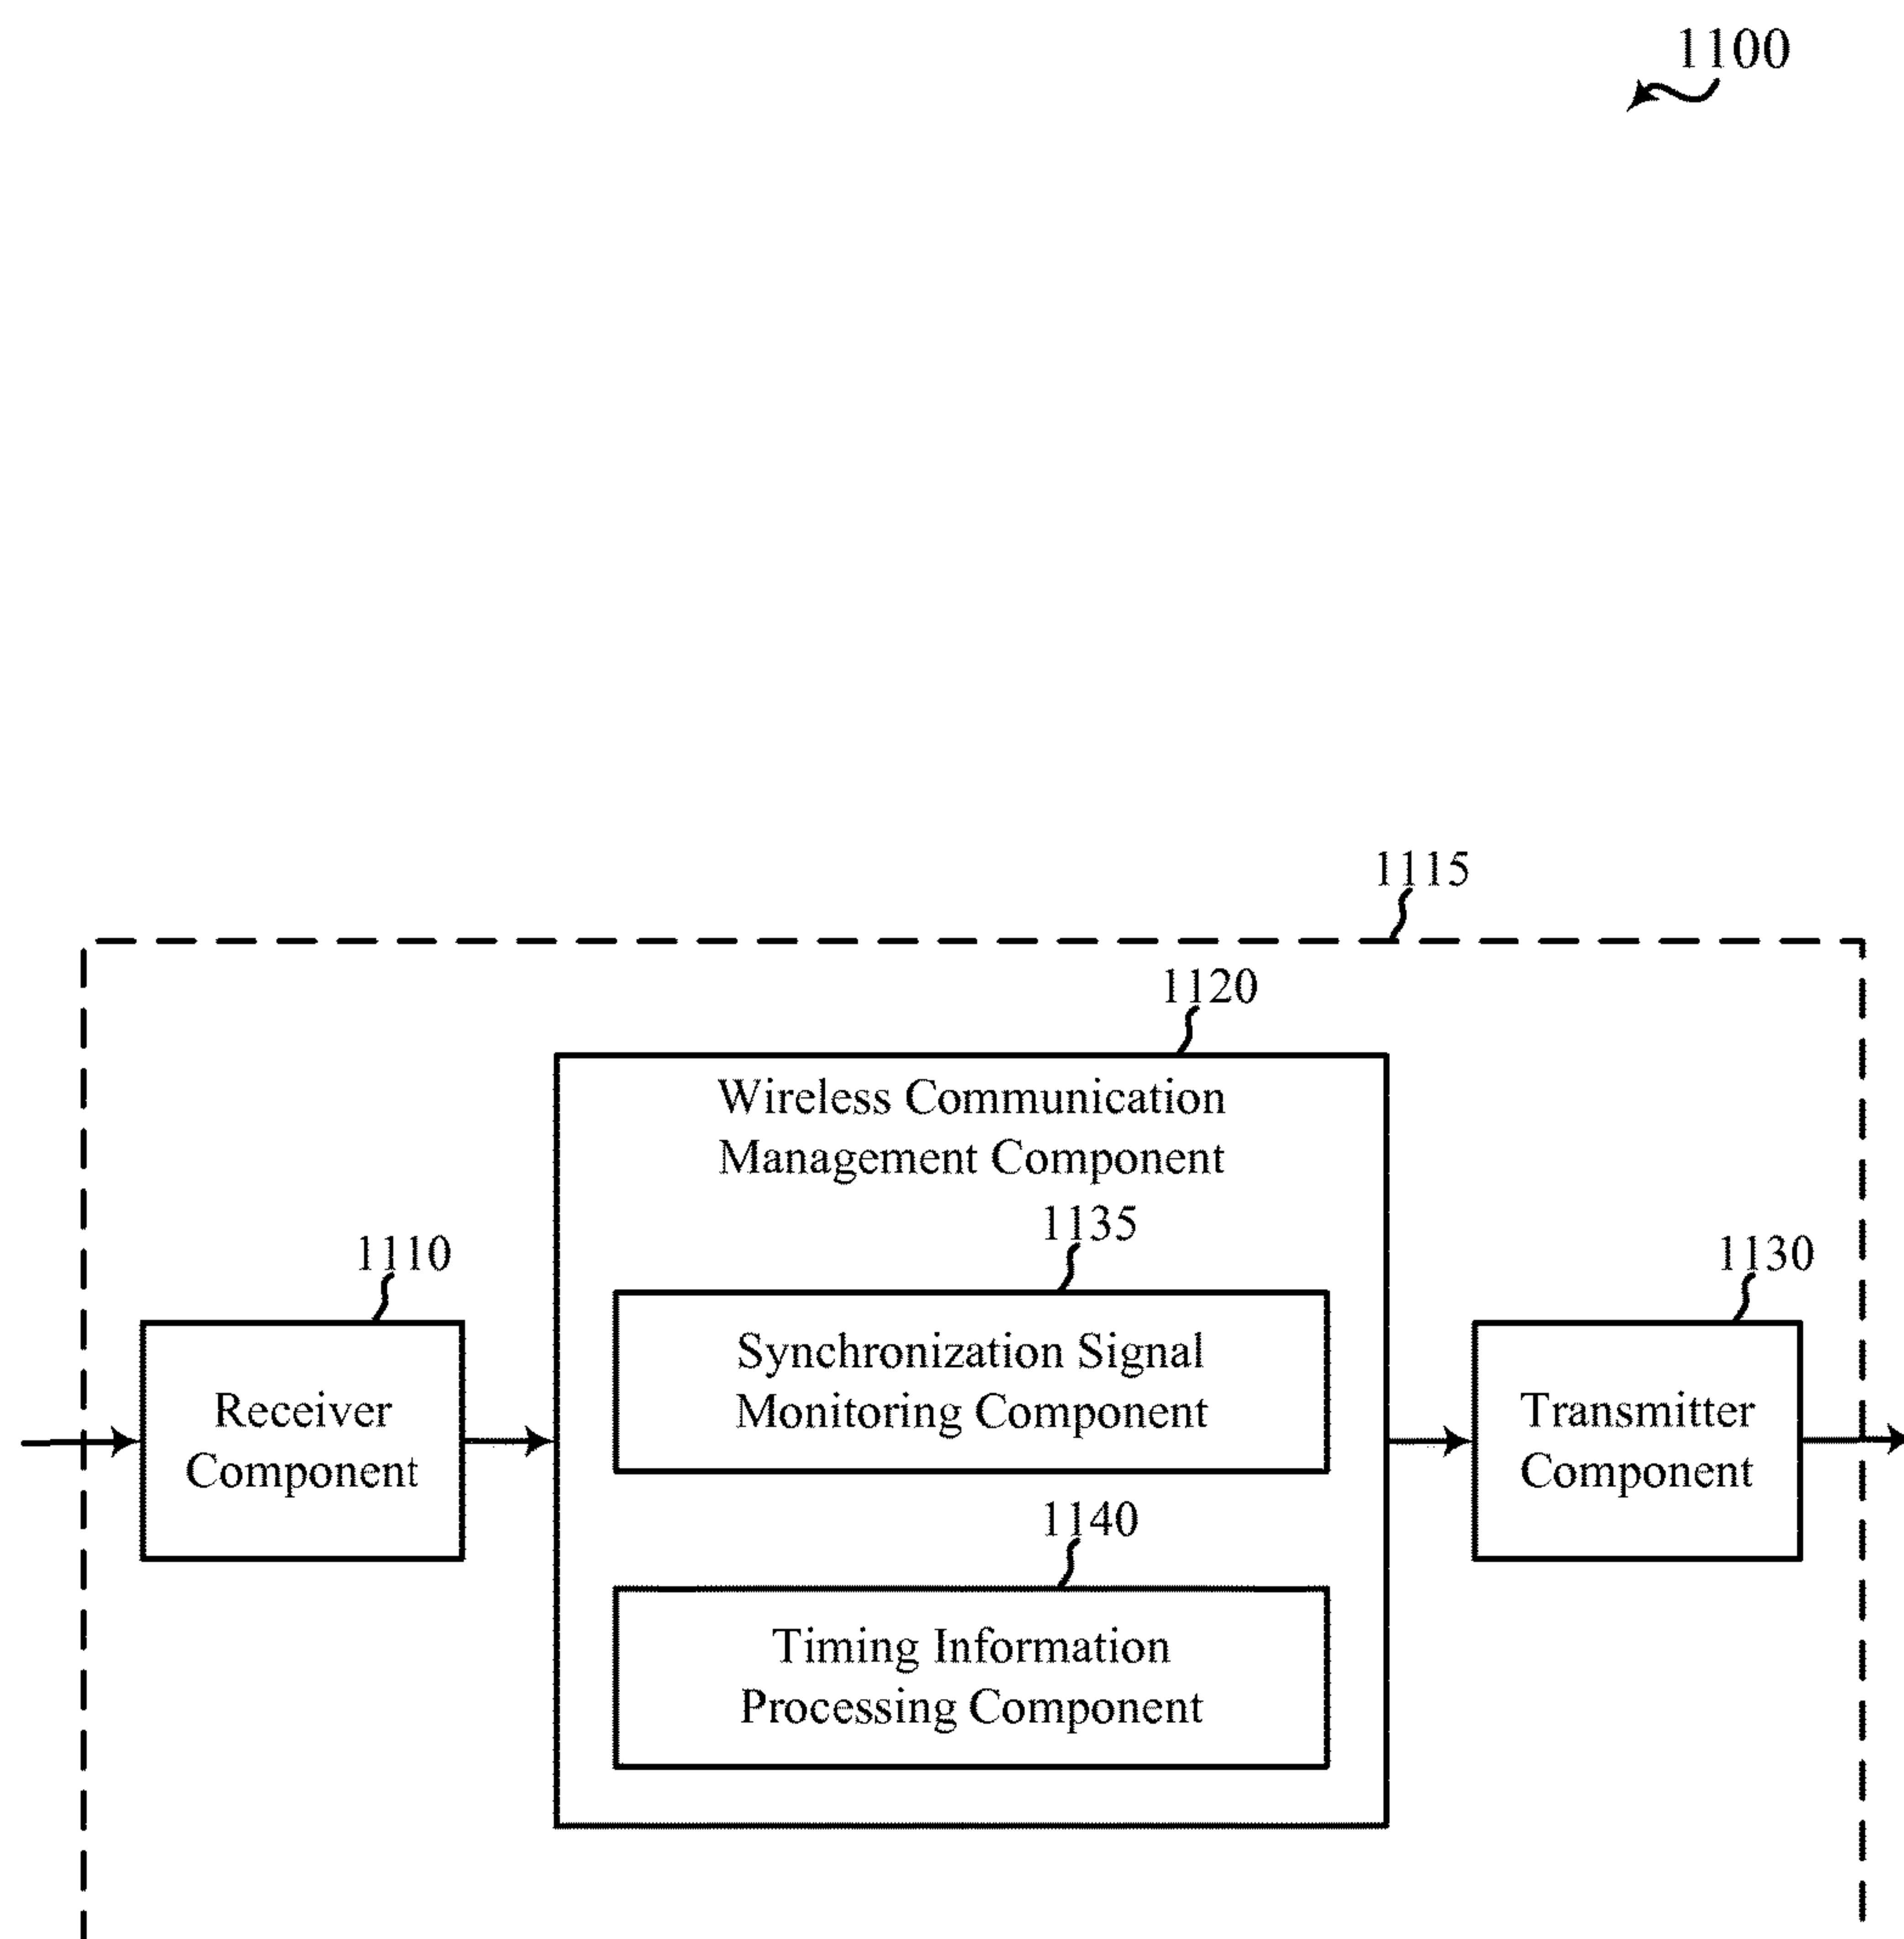 1100
1115
1120
Wireless Communication
Management Component
1135
1110
1130
Synchronization Signal
Monitoring Component
Receiver
Component
Transmitter
Component
1140
Timing Information
Processing Component